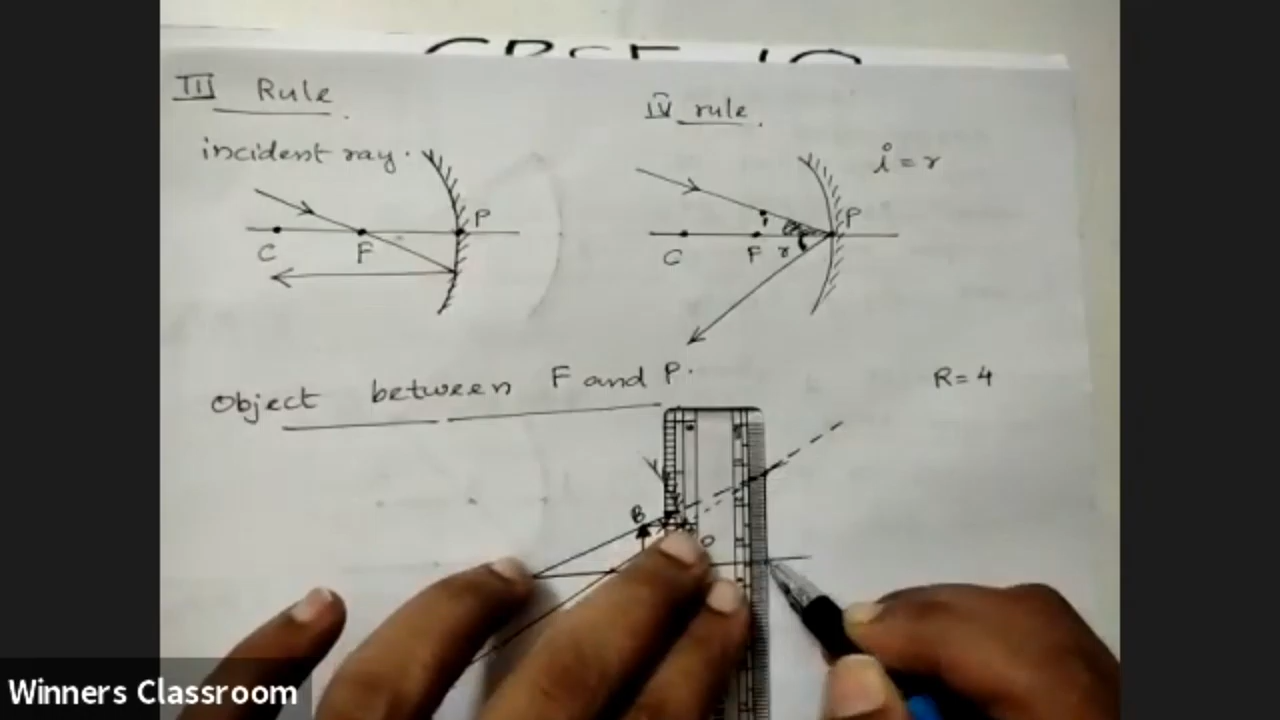 III Rule.
IV rule.
incident ray.
i = r
P
C
F
P
C
F
i
r
Object between F and P.
R = 4
B
D
Winners Classroom